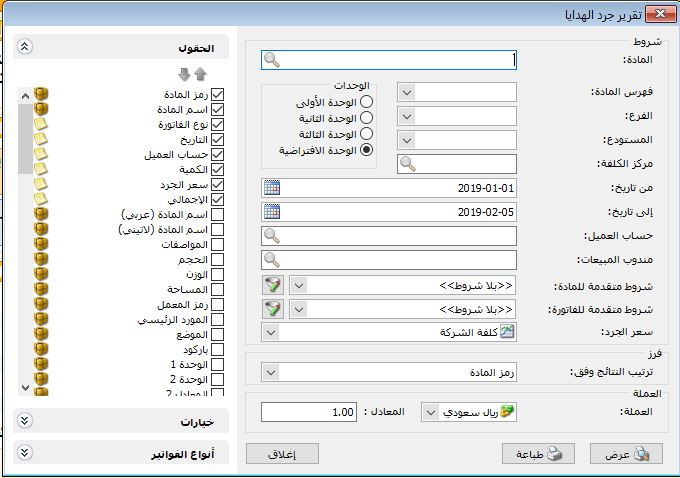 تقرير جرد الهدايا
شروط
المادة:
فهرس المادة:
الفرع:
المستودع:
مركز الكلفة:
الوحدات
الوحدة الأولى
الوحدة الثانية
الوحدة الثالثة
الوحدة الافتراضية
من تاريخ: 2019-01-01
إلى تاريخ: 2019-02-05
حساب العميل:
مندوب المبيعات:
شروط متقدمة للمادة: <<بلا شروط>>
شروط متقدمة للفاتورة: <<بلا شروط>>
سعر الجرد: كلفة الشركة
فرز
ترتيب النتائج وفق: رمز المادة
العملة
العملة: ريال سعودي المعادل : 1.00
عرض طباعة إغلاق
الحقول
رمز المادة
اسم المادة
نوع الفاتورة
التاريخ
حساب العميل
الكمية
سعر الجرد
الإجمالي
اسم المادة (عربي)
اسم المادة (لاتيني)
المواصفات
الحجم
الوزن
المساحة
رمز المعمل
المورد الرئيسي
الموضع
باركود
الوحدة 1
الوحدة 2
المعادل 2
خيارات
أنواع الفواتير